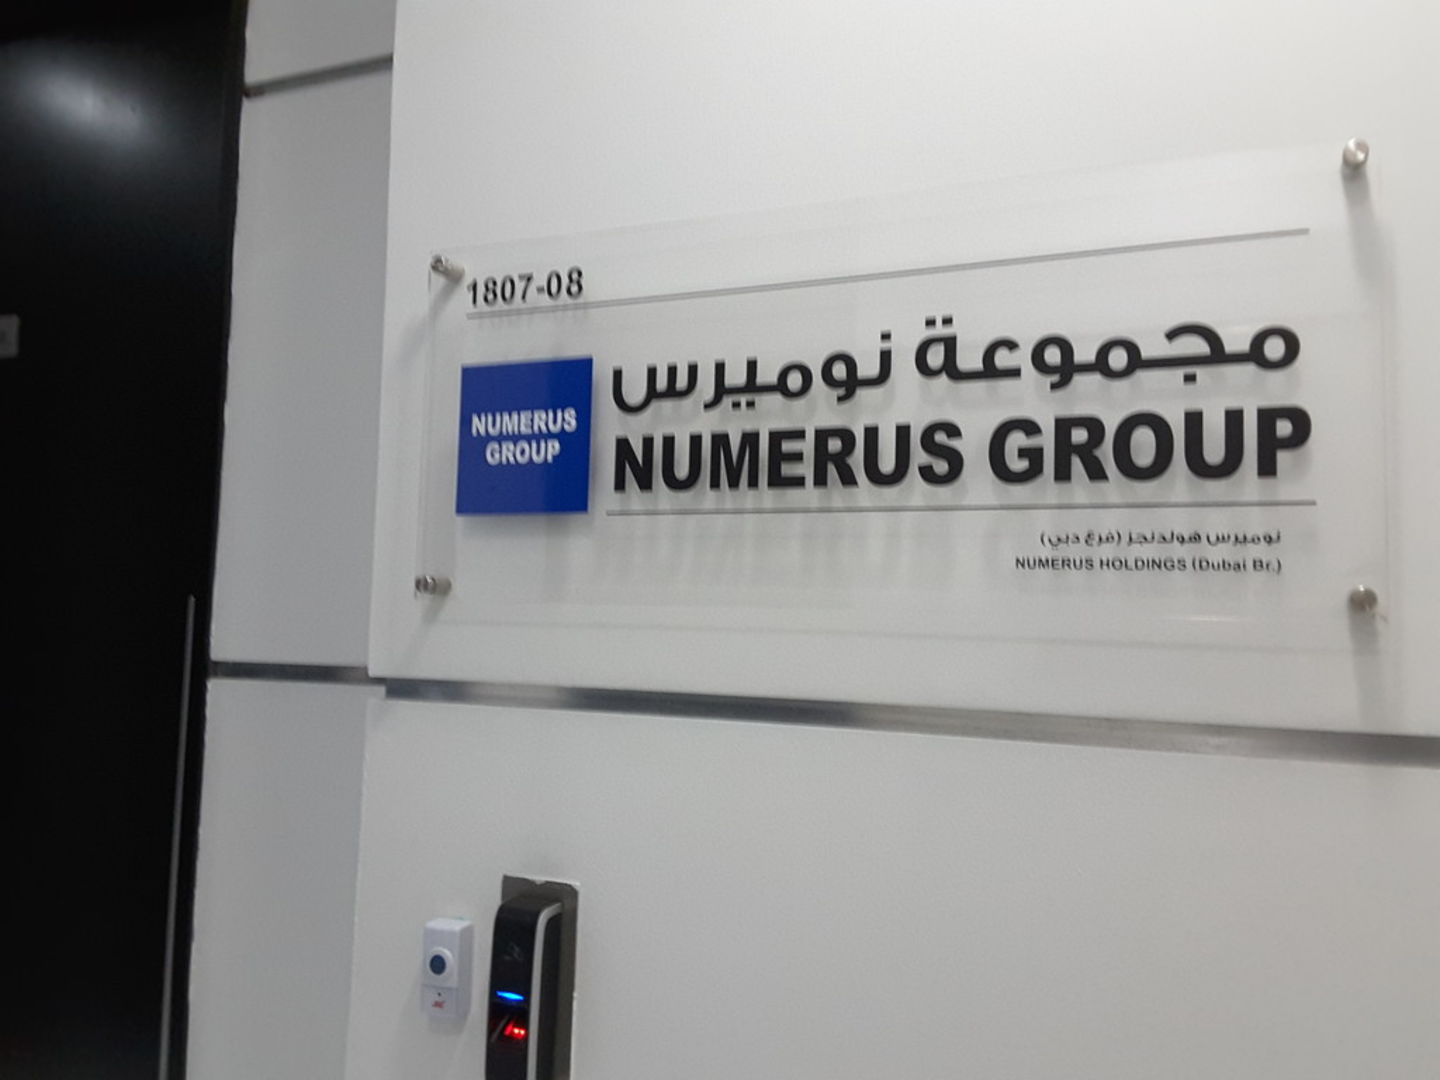 1807-08
مجموعة نوميرس
NUMERUS GROUP
NUMERUS
GROUP
نوميرس هولدنجز (فرع دبي)
NUMERUS HOLDINGS (Dubai Br.)